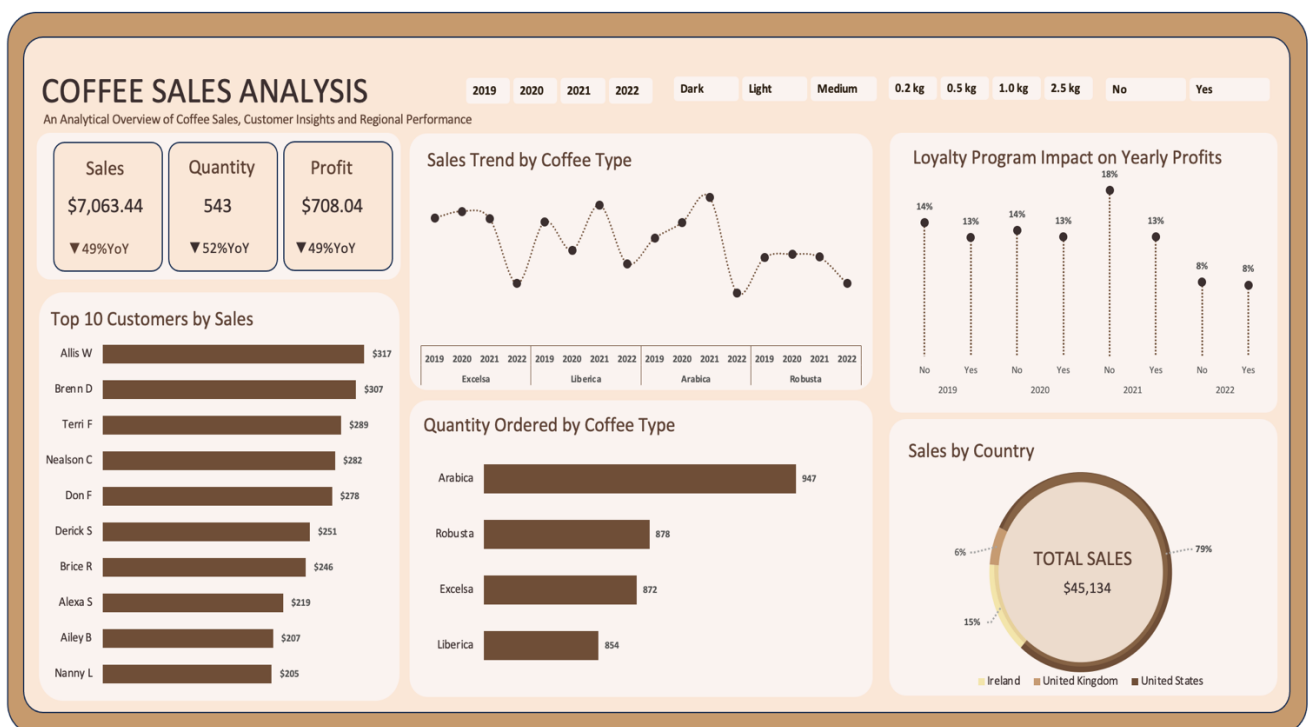 COFFEE SALES ANALYSIS
An Analytical Overview of Coffee Sales, Customer Insights and Regional Performance
2019 2020 2021 2022
Dark Light Medium
0.2 kg 0.5 kg 1.0 kg 2.5 kg
No Yes
Sales
$7,063.44
▼49%YoY
Quantity
543
▼52%YoY
Profit
$708.04
▼49%YoY
Top 10 Customers by Sales
Allis W $317
Brenn D $307
Terri F $289
Nealson C $282
Don F $278
Derick S $251
Brice R $246
Alexa S $219
Ailey B $207
Nanny L $205
Sales Trend by Coffee Type
2019 2020 2021 2022 2019 2020 2021 2022 2019 2020 2021 2022 2019 2020 2021 2022
Excelsa Liberica Arabica Robusta
Quantity Ordered by Coffee Type
Arabica 947
Robusta 878
Excelsa 872
Liberica 854
Loyalty Program Impact on Yearly Profits
14% 13% 14% 13% 18% 13% 8% 8%
No Yes No Yes No Yes No Yes
2019 2020 2021 2022
Sales by Country
6%
79%
15%
TOTAL SALES
$45,134
Ireland United Kingdom United States